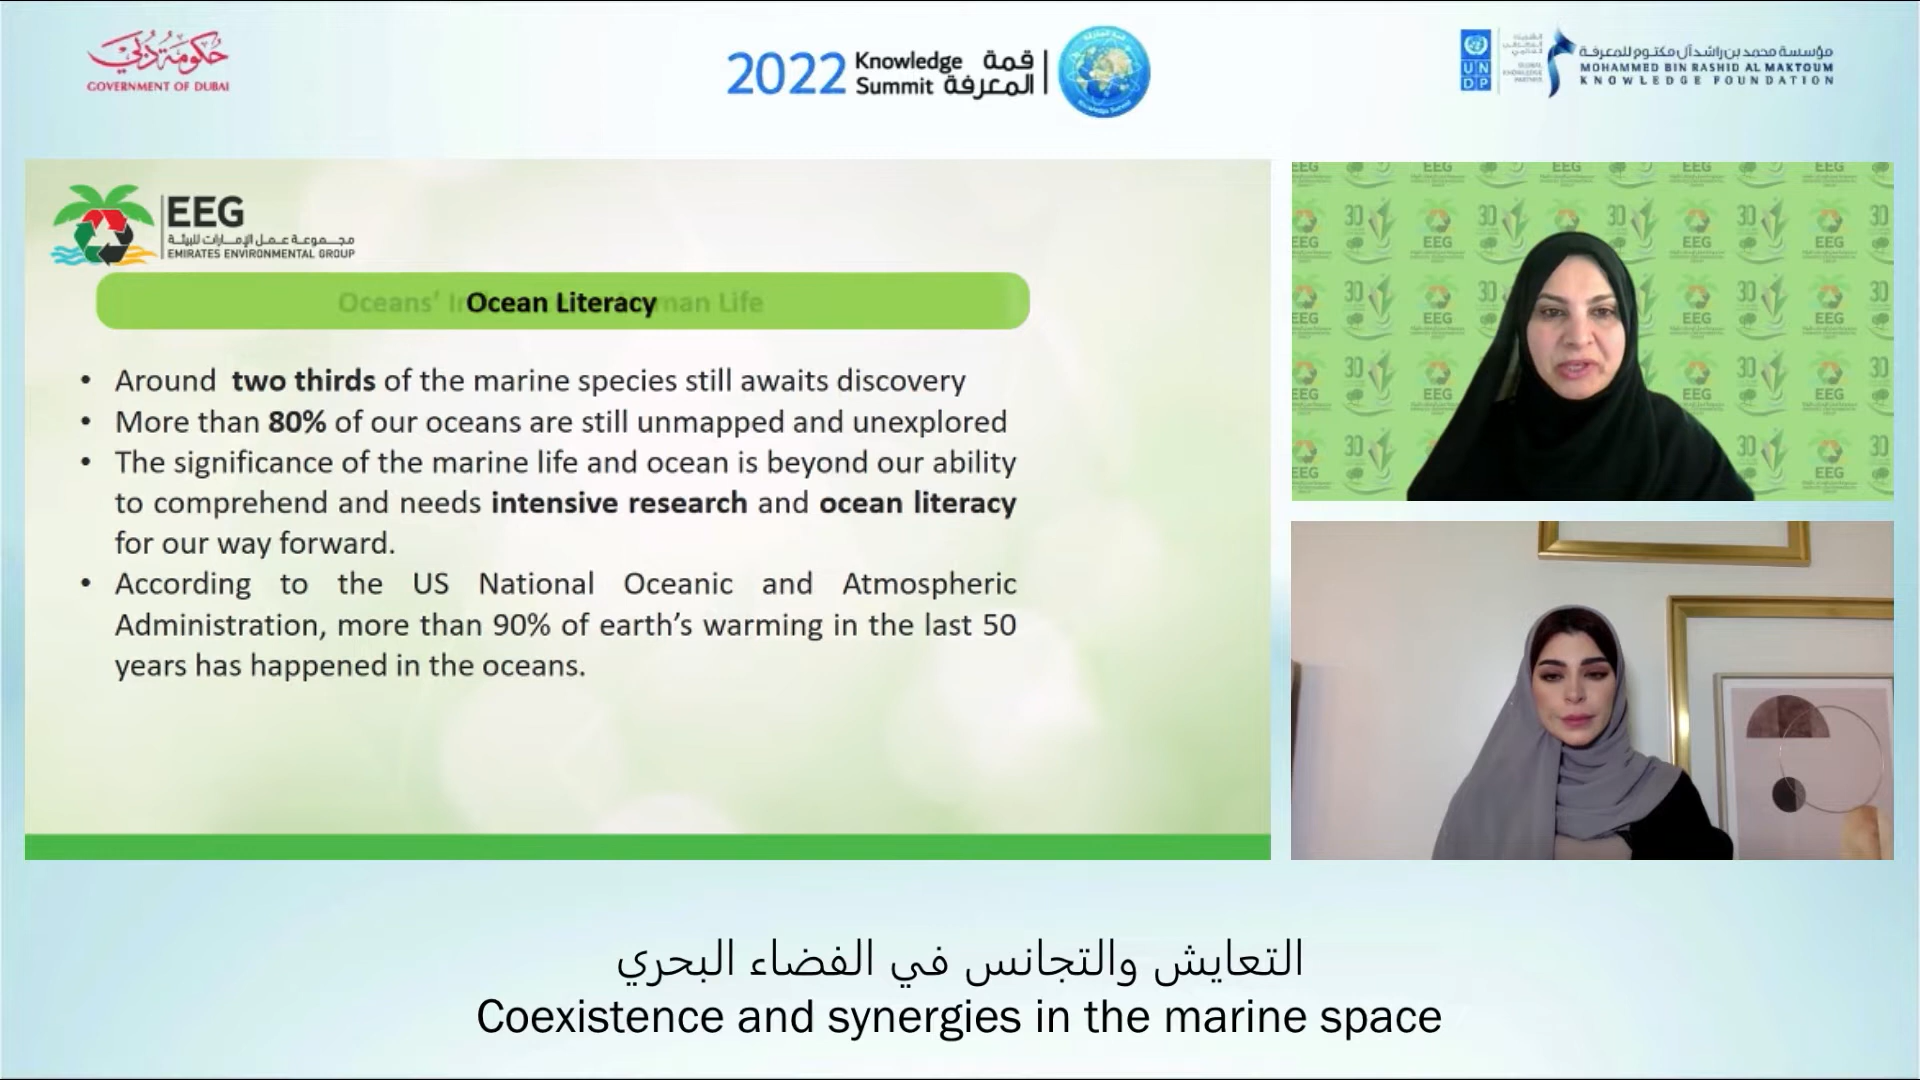 حكومة دبي
GOVERNMENT OF DUBAI
2022 Knowledge Summit
قمة المعرفة
UNDP
مؤسسة محمد بن راشد آل مكتوم للمعرفة
MOHAMMED BIN RASHID AL MAKTOUM
KNOWLEDGE FOUNDATION
EEG
مجموعة عمل الإمارات للبيئة
EMIRATES ENVIRONMENTAL GROUP
Ocean Literacy
• Around two thirds of the marine species still awaits discovery
• More than 80% of our oceans are still unmapped and unexplored
• The significance of the marine life and ocean is beyond our ability
to comprehend and needs intensive research and ocean literacy
for our way forward.
• According to the US National Oceanic and Atmospheric
Administration, more than 90% of earth’s warming in the last 50
years has happened in the oceans.
التعايش والتجانس في الفضاء البحري
Coexistence and synergies in the marine space